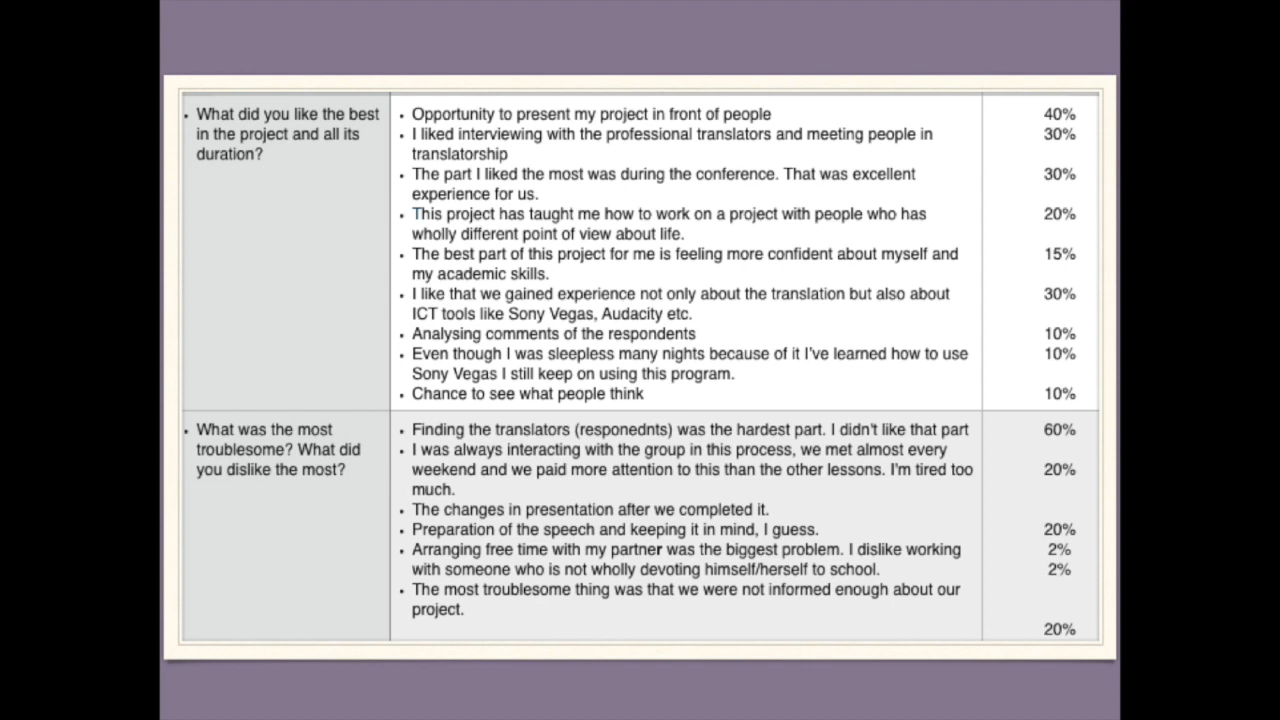 • What did you like the best
in the project and all its
duration?
• Opportunity to present my project in front of people 40%
• I liked interviewing with the professional translators and meeting people in 30%
translatorship
• The part I liked the most was during the conference. That was excellent 30%
experience for us.
• This project has taught me how to work on a project with people who has 20%
wholly different point of view about life.
• The best part of this project for me is feeling more confident about myself and 15%
my academic skills.
• I like that we gained experience not only about the translation but also about 30%
ICT tools like Sony Vegas, Audacity etc.
• Analysing comments of the respondents 10%
• Even though I was sleepless many nights because of it I've learned how to use 10%
Sony Vegas I still keep on using this program.
• Chance to see what people think 10%
• What was the most
troublesome? What did
you dislike the most?
• Finding the translators (responednts) was the hardest part. I didn't like that part 60%
• I was always interacting with the group in this process, we met almost every
weekend and we paid more attention to this than the other lessons. I'm tired too 20%
much.
• The changes in presentation after we completed it.
• Preparation of the speech and keeping it in mind, I guess. 20%
• Arranging free time with my partner was the biggest problem. I dislike working 2%
with someone who is not wholly devoting himself/herself to school. 2%
• The most troublesome thing was that we were not informed enough about our
project.
20%